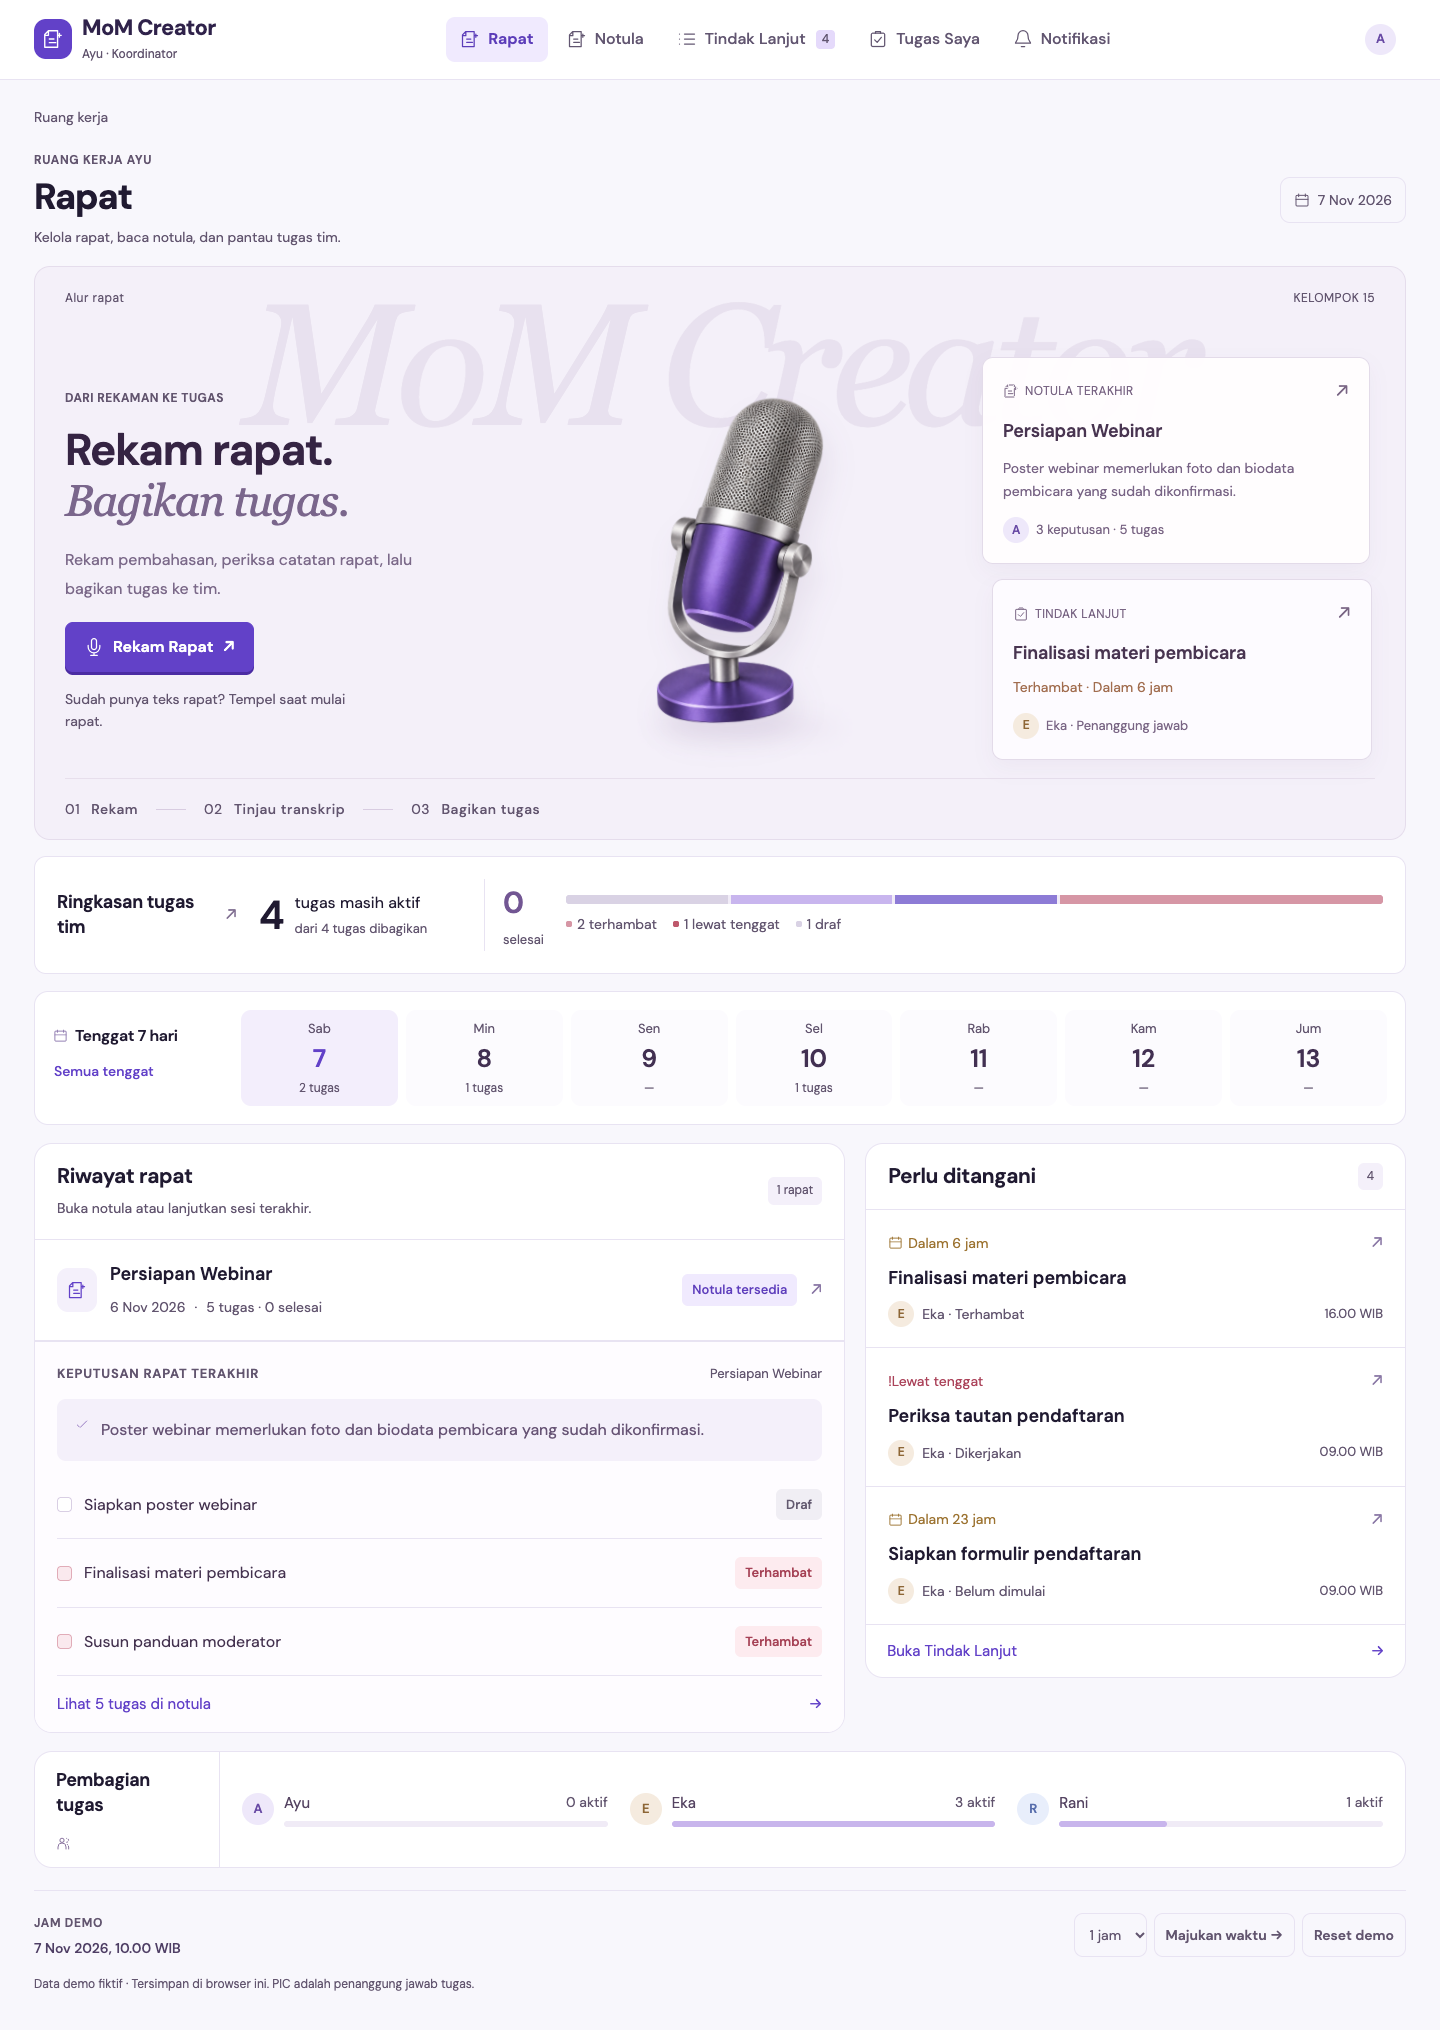 MoM Creator
Ayu · Koordinator
Rapat
Notula
Tindak Lanjut 4
Tugas Saya
Notifikasi
A
Ruang kerja
RUANG KERJA AYU
Rapat
Kelola rapat, baca notula, dan pantau tugas tim.
7 Nov 2026
Alur rapat
KELOMPOK 15
MoM Creator
DARI REKAMAN KE TUGAS
Rekam rapat.
Bagikan tugas.
Rekam pembahasan, periksa catatan rapat, lalu
bagikan tugas ke tim.
Rekam Rapat
Sudah punya teks rapat? Tempel saat mulai
rapat.
NOTULA TERAKHIR
Persiapan Webinar
Poster webinar memerlukan foto dan biodata
pembicara yang sudah dikonfirmasi.
A 3 keputusan · 5 tugas
TINDAK LANJUT
Finalisasi materi pembicara
Terhambat · Dalam 6 jam
E Eka · Penanggung jawab
01 Rekam
02 Tinjau transkrip
03 Bagikan tugas
Ringkasan tugas
tim
4
tugas masih aktif
dari 4 tugas dibagikan
0
selesai
2 terhambat
1 lewat tenggat
1 draf
Tenggat 7 hari
Semua tenggat
Sab
7
2 tugas
Min
8
1 tugas
Sen
9
—
Sel
10
1 tugas
Rab
11
—
Kam
12
—
Jum
13
—
Riwayat rapat
Buka notula atau lanjutkan sesi terakhir.
1 rapat
Persiapan Webinar
6 Nov 2026 · 5 tugas · 0 selesai
Notula tersedia
KEPUTUSAN RAPAT TERAKHIR
Persiapan Webinar
Poster webinar memerlukan foto dan biodata pembicara yang sudah dikonfirmasi.
Siapkan poster webinar
Draf
Finalisasi materi pembicara
Terhambat
Susun panduan moderator
Terhambat
Lihat 5 tugas di notula →
Perlu ditangani
4
Dalam 6 jam
Finalisasi materi pembicara
E Eka · Terhambat
16.00 WIB
!Lewat tenggat
Periksa tautan pendaftaran
E Eka · Dikerjakan
09.00 WIB
Dalam 23 jam
Siapkan formulir pendaftaran
E Eka · Belum dimulai
09.00 WIB
Buka Tindak Lanjut →
Pembagian
tugas
A Ayu 0 aktif
E Eka 3 aktif
R Rani 1 aktif
JAM DEMO
7 Nov 2026, 10.00 WIB
1 jam
Majukan waktu →
Reset demo
Data demo fiktif · Tersimpan di browser ini. PIC adalah penanggung jawab tugas.